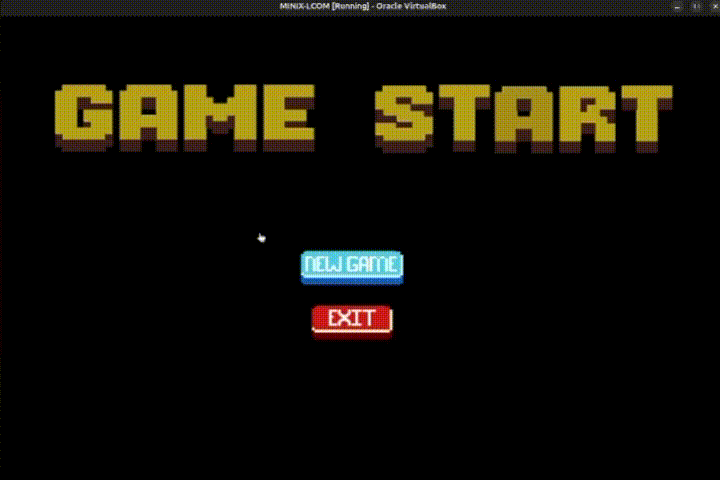 MINIX-LCOM [Running] - Oracle VirtualBox
GAME START
NEW GAME
EXIT